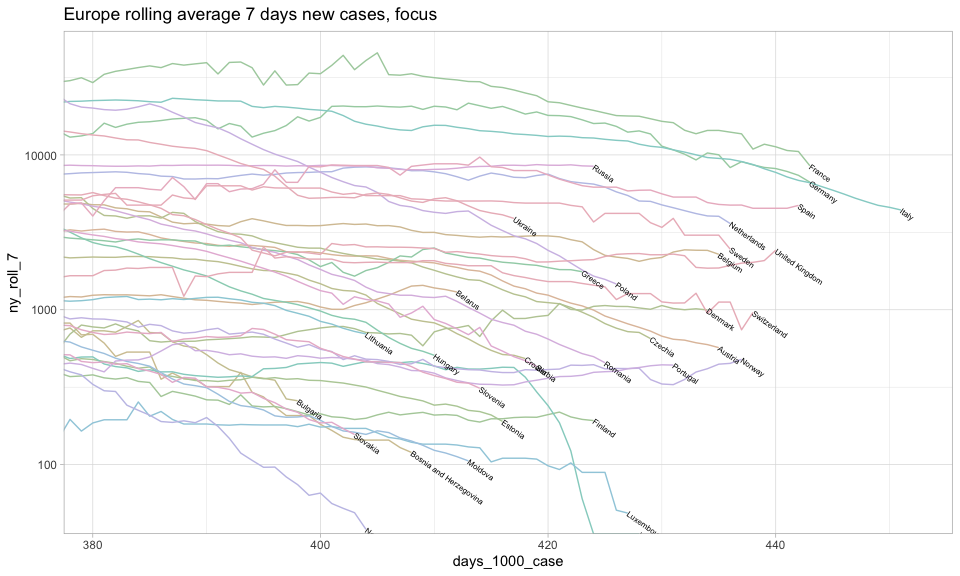 Europe rolling average 7 days new cases, focus
ny_roll_7
10000
1000
100
France
Russia
Germany
Spain
Italy
Ukraine
Netherlands
Sweden
United Kingdom
Belgium
Greece
Poland
Belarus
Denmark
Switzerland
Lithuania
Czechia
Austria
Hungary
Norway
Romania
Portugal
Slovenia
Bulgaria
Estonia
Finland
Slovakia
Bosnia and Herzegovina
Moldova
380
400
420
440
days_1000_case